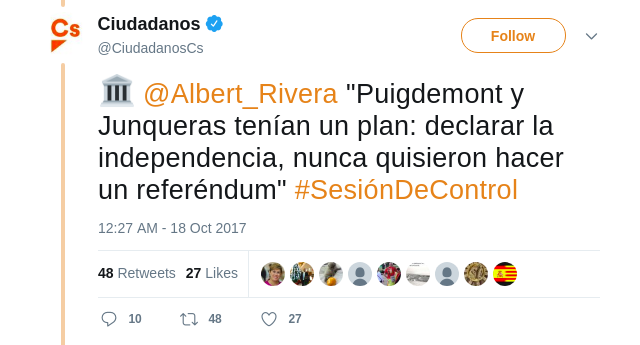 Cs
Ciudadanos
@CiudadanosCs
Follow
@Albert_Rivera "Puigdemont y
Junqueras tenían un plan: declarar la
independencia, nunca quisieron hacer
un referéndum" #SesiónDeControl
12:27 AM - 18 Oct 2017
48 Retweets 27 Likes
10 48 27